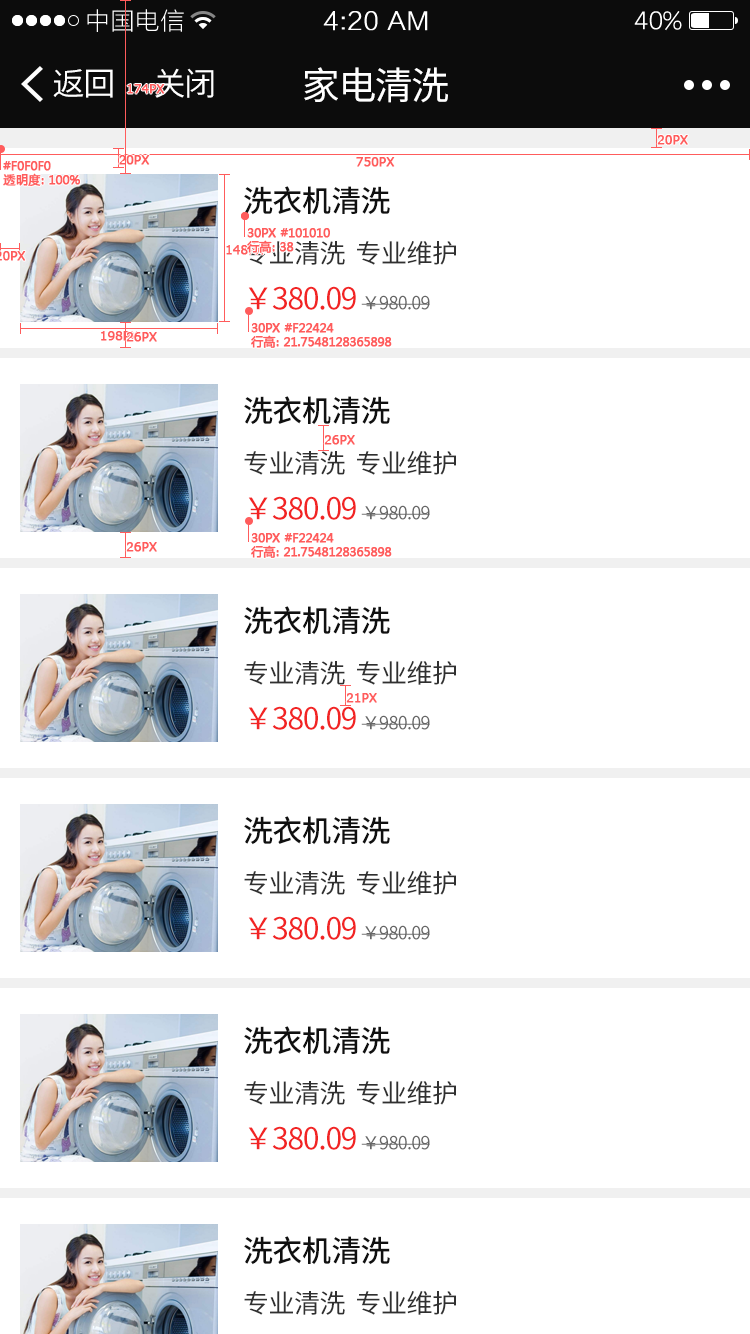 中国电信 4:20 AM 40%
返回 关闭 家电清洗
174PX
20PX
20PX 750PX
#F0F0F0
透明度: 100%
洗衣机清洗
30PX #101010
行高: 38
专业清洗 专业维护
20PX
￥380.09 ￥980.09
30PX #F22424
26PX
行高: 21.7548128365898
洗衣机清洗
26PX
专业清洗 专业维护
￥380.09 ￥980.09
30PX #F22424
26PX
行高: 21.7548128365898
洗衣机清洗
专业清洗 专业维护
21PX
￥380.09 ￥980.09
洗衣机清洗
专业清洗 专业维护
￥380.09 ￥980.09
洗衣机清洗
专业清洗 专业维护
￥380.09 ￥980.09
洗衣机清洗
专业清洗 专业维护